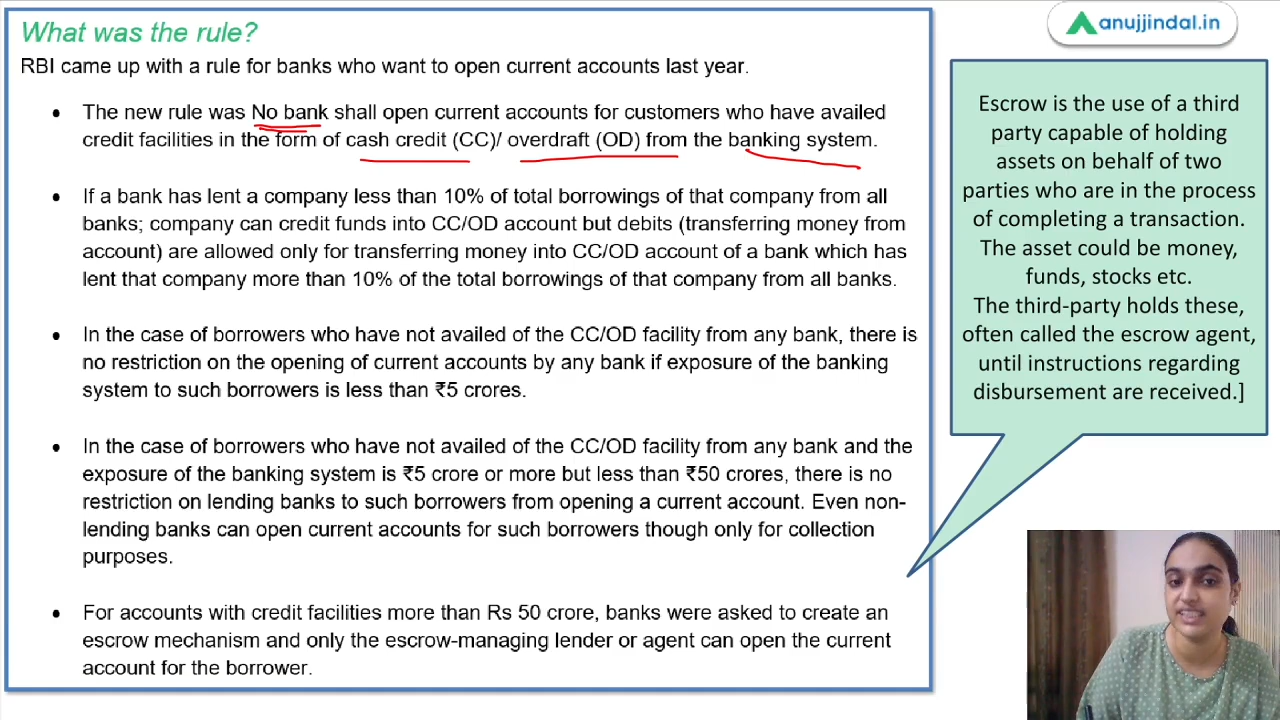 What was the rule?
RBI came up with a rule for banks who want to open current accounts last year.
• The new rule was No bank shall open current accounts for customers who have availed
credit facilities in the form of cash credit (CC)/ overdraft (OD) from the banking system.
• If a bank has lent a company less than 10% of total borrowings of that company from all
banks; company can credit funds into CC/OD account but debits (transferring money from
account) are allowed only for transferring money into CC/OD account of a bank which has
lent that company more than 10% of the total borrowings of that company from all banks.
• In the case of borrowers who have not availed of the CC/OD facility from any bank, there is
no restriction on the opening of current accounts by any bank if exposure of the banking
system to such borrowers is less than ₹5 crores.
• In the case of borrowers who have not availed of the CC/OD facility from any bank and the
exposure of the banking system is ₹5 crore or more but less than ₹50 crores, there is no
restriction on lending banks to such borrowers from opening a current account. Even non-
lending banks can open current accounts for such borrowers though only for collection
purposes.
• For accounts with credit facilities more than Rs 50 crore, banks were asked to create an
escrow mechanism and only the escrow-managing lender or agent can open the current
account for the borrower.
anujjindal.in
Escrow is the use of a third
party capable of holding
assets on behalf of two
parties who are in the process
of completing a transaction.
The asset could be money,
funds, stocks etc.
The third-party holds these,
often called the escrow agent,
until instructions regarding
disbursement are received.]